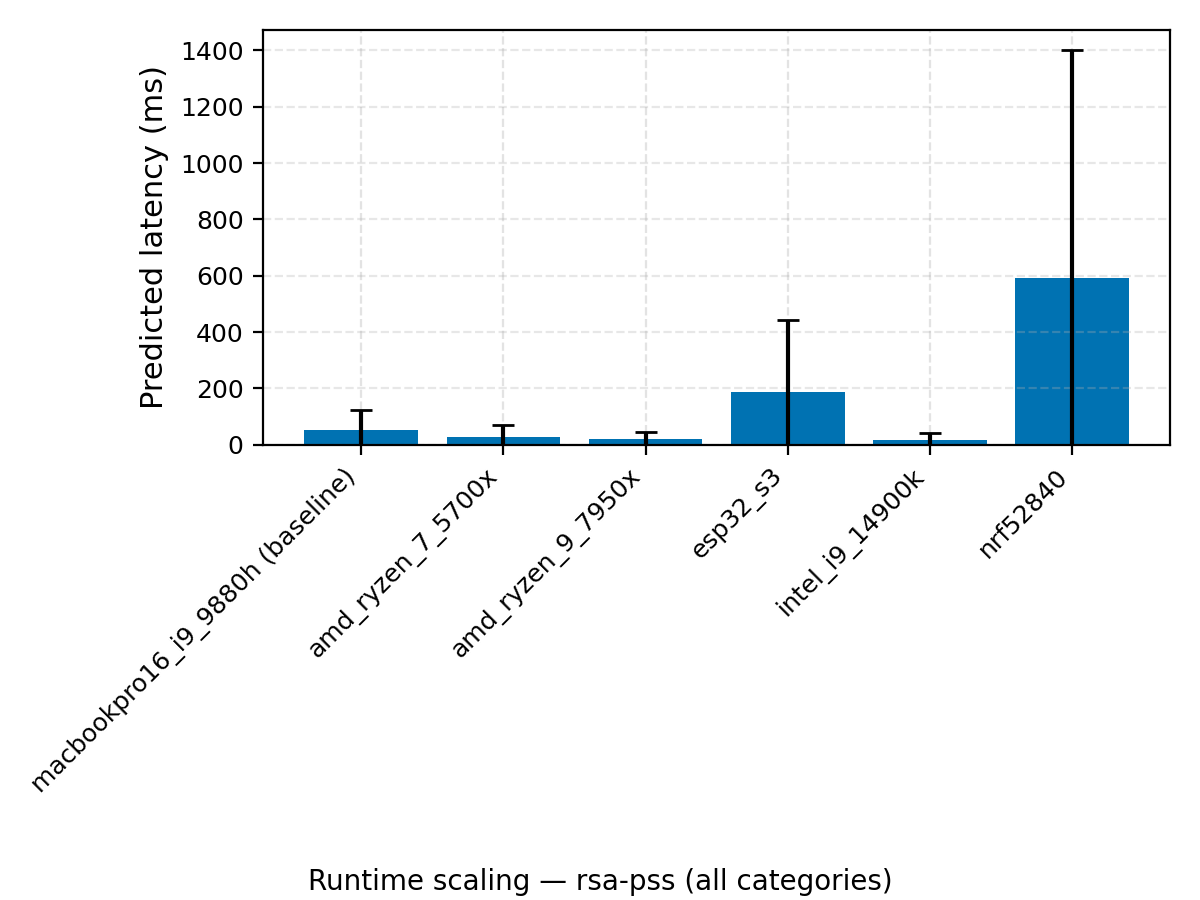 Predicted latency (ms)
1400
1200
1000
800
600
400
200
0
macbookpro16_i9_9880h (baseline)
amd_ryzen_7_5700x
amd_ryzen_9_7950x
esp32_s3
intel_i9_14900k
nrf52840
Runtime scaling — rsa-pss (all categories)